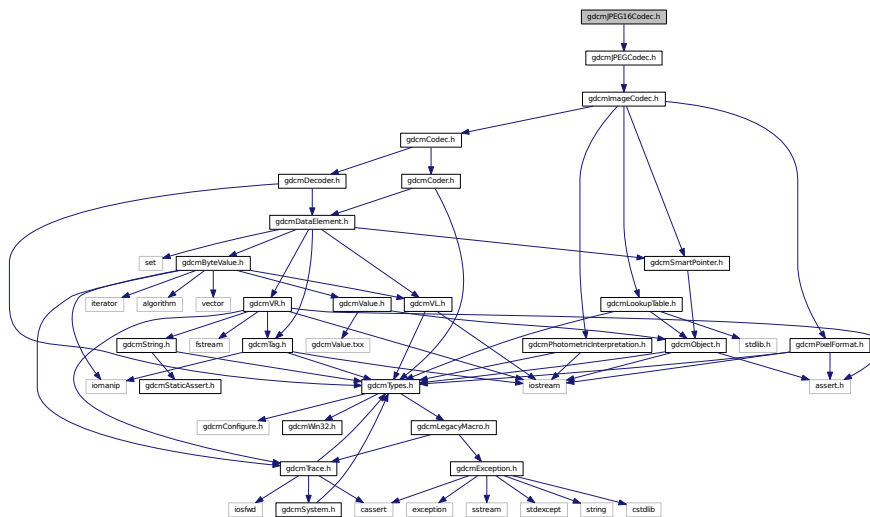 gdcmJPEG16Codec.h
gdcmJPEGCodec.h
gdcmImageCodec.h
gdcmCodec.h
gdcmDecoder.h
gdcmCoder.h
gdcmDataElement.h
set
gdcmByteValue.h
gdcmSmartPointer.h
iterator
algorithm
vector
gdcmVR.h
gdcmValue.h
gdcmVL.h
gdcmLookupTable.h
gdcmString.h
fstream
gdcmTag.h
gdcmValue.txx
gdcmPhotometricInterpretation.h
gdcmObject.h
stdlib.h
gdcmPixelFormat.h
iomanip
gdcmStaticAssert.h
gdcmTypes.h
iostream
assert.h
gdcmConfigure.h
gdcmWin32.h
gdcmLegacyMacro.h
gdcmTrace.h
gdcmException.h
iosfwd
gdcmSystem.h
cassert
exception
sstream
stdexcept
string
cstdlib